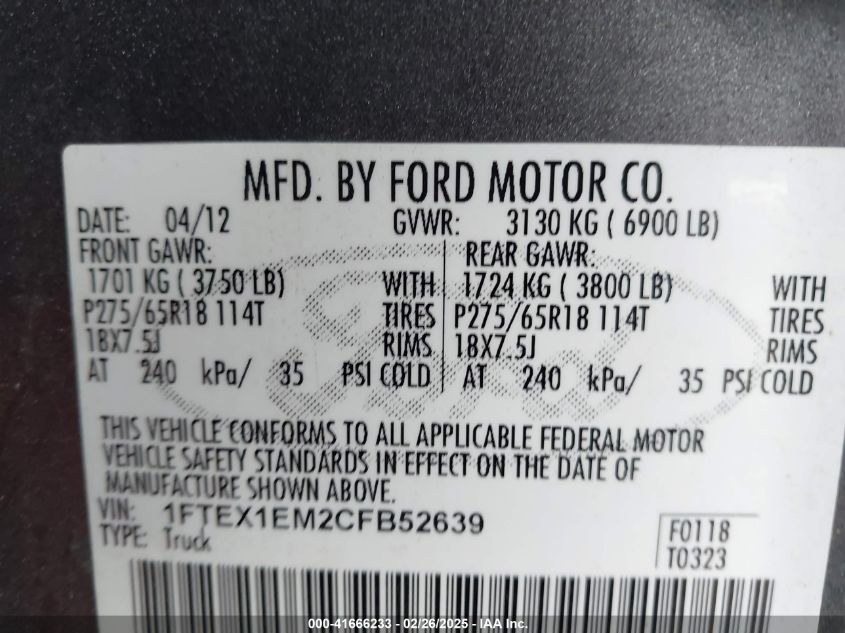 MFD. BY FORD MOTOR CO.
DATE: 04/12 GVWR: 3130 KG ( 6900 LB)
FRONT GAWR: REAR GAWR:
1701 KG ( 3750 LB) WITH 1724 KG ( 3800 LB) WITH
P275/65R18 114T TIRES P275/65R18 114T TIRES
18X7.5J RIMS 18X7.5J RIMS
AT 240 kPa/ 35 PSI COLD AT 240 kPa/ 35 PSI COLD
Ford
THIS VEHICLE CONFORMS TO ALL APPLICABLE FEDERAL MOTOR
VEHICLE SAFETY STANDARDS IN EFFECT ON THE DATE OF
MANUFACTURE SHOWN ABOVE.
VIN: 1FTEX1EM2CFB52639
TYPE: Truck
F0118
T0323
000-41666233 - 02/26/2025 - IAA Inc.